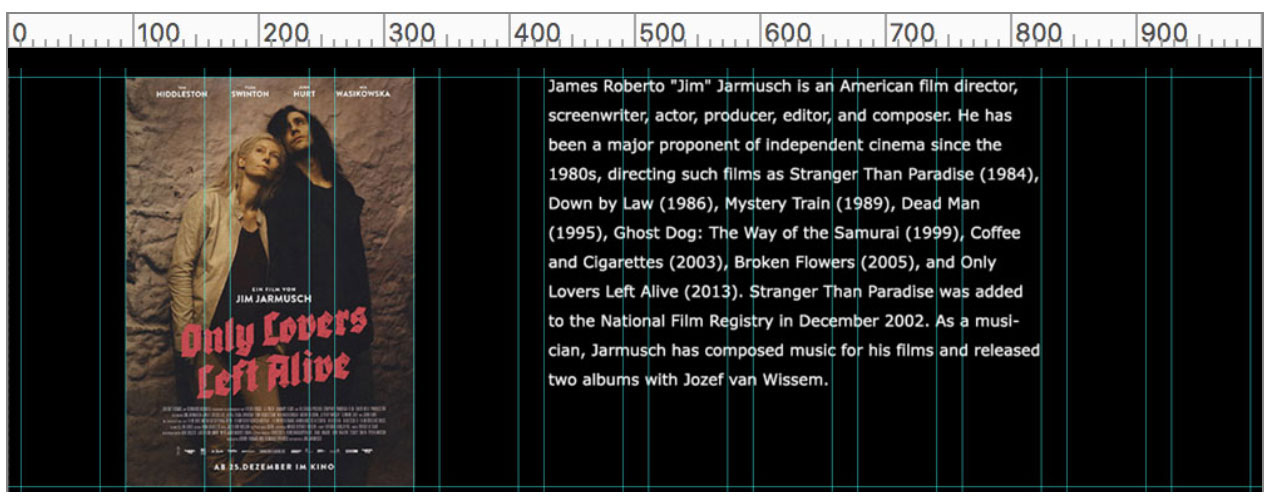 0 100 200 300 400 500 600 700 800 900
HIDDLESTON SWINTON HURT WASIKOWSKA
EIN FILM VON
JIM JARMUSCH
Only Lovers
Left Alive
AB 25. DEZEMBER IM KINO
James Roberto "Jim" Jarmusch is an American film director,
screenwriter, actor, producer, editor, and composer. He has
been a major proponent of independent cinema since the
1980s, directing such films as Stranger Than Paradise (1984),
Down by Law (1986), Mystery Train (1989), Dead Man
(1995), Ghost Dog: The Way of the Samurai (1999), Coffee
and Cigarettes (2003), Broken Flowers (2005), and Only
Lovers Left Alive (2013). Stranger Than Paradise was added
to the National Film Registry in December 2002. As a musi-
cian, Jarmusch has composed music for his films and released
two albums with Jozef van Wissem.